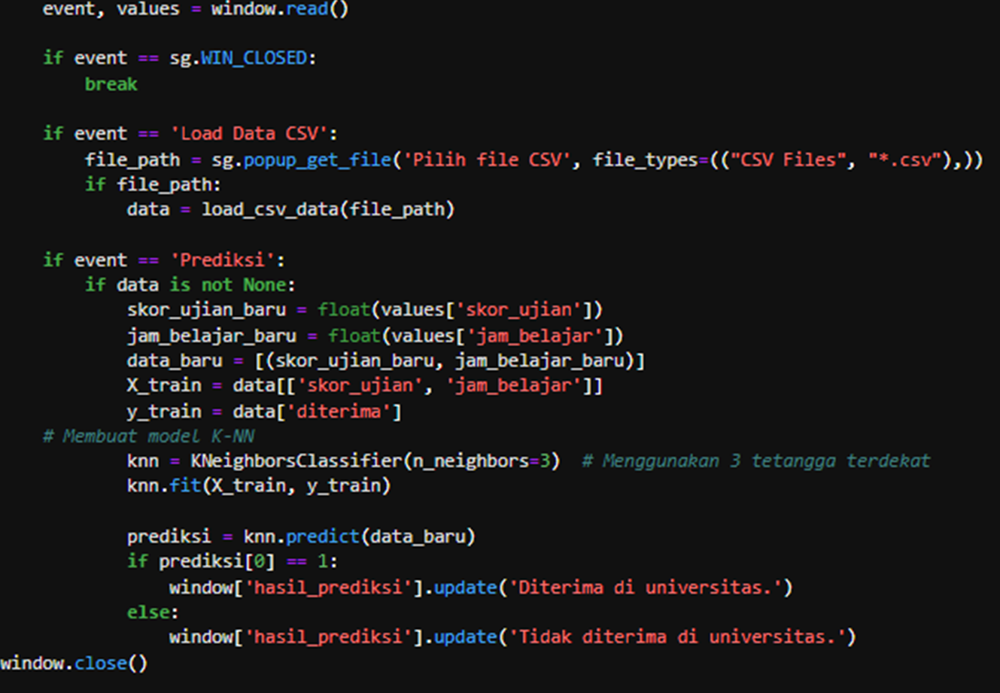 event, values = window.read()
if event == sg.WIN_CLOSED:
break
if event == 'Load Data CSV':
file_path = sg.popup_get_file('Pilih file CSV', file_types=(("CSV Files", "*.csv"),))
if file_path:
data = load_csv_data(file_path)
if event == 'Prediksi':
if data is not None:
skor_ujian_baru = float(values['skor_ujian'])
jam_belajar_baru = float(values['jam_belajar'])
data_baru = [(skor_ujian_baru, jam_belajar_baru)]
X_train = data[['skor_ujian', 'jam_belajar']]
y_train = data['diterima']
# Membuat model K-NN
knn = KNeighborsClassifier(n_neighbors=3)  # Menggunakan 3 tetangga terdekat
knn.fit(X_train, y_train)
prediksi = knn.predict(data_baru)
if prediksi[0] == 1:
window['hasil_prediksi'].update('Diterima di universitas.')
else:
window['hasil_prediksi'].update('Tidak diterima di universitas.')
window.close()